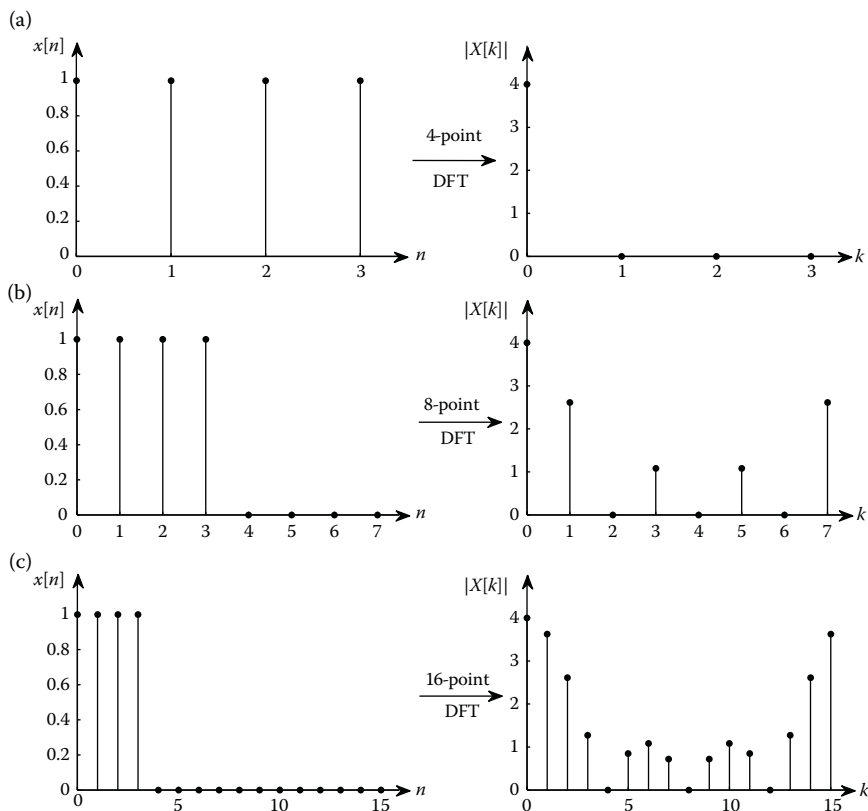 (a)
x[n]
1
0.8
0.6
0.4
0.2
0
0 1 2 3 n
4-point
DFT
|X[k]|
4
3
2
1
0
0 1 2 3 k
(b)
x[n]
1
0.8
0.6
0.4
0.2
0
0 1 2 3 4 5 6 7 n
8-point
DFT
|X[k]|
4
3
2
1
0
0 1 2 3 4 5 6 7 k
(c)
x[n]
1
0.8
0.6
0.4
0.2
0
0 5 10 15 n
16-point
DFT
|X[k]|
4
3
2
1
0
0 5 10 15 k